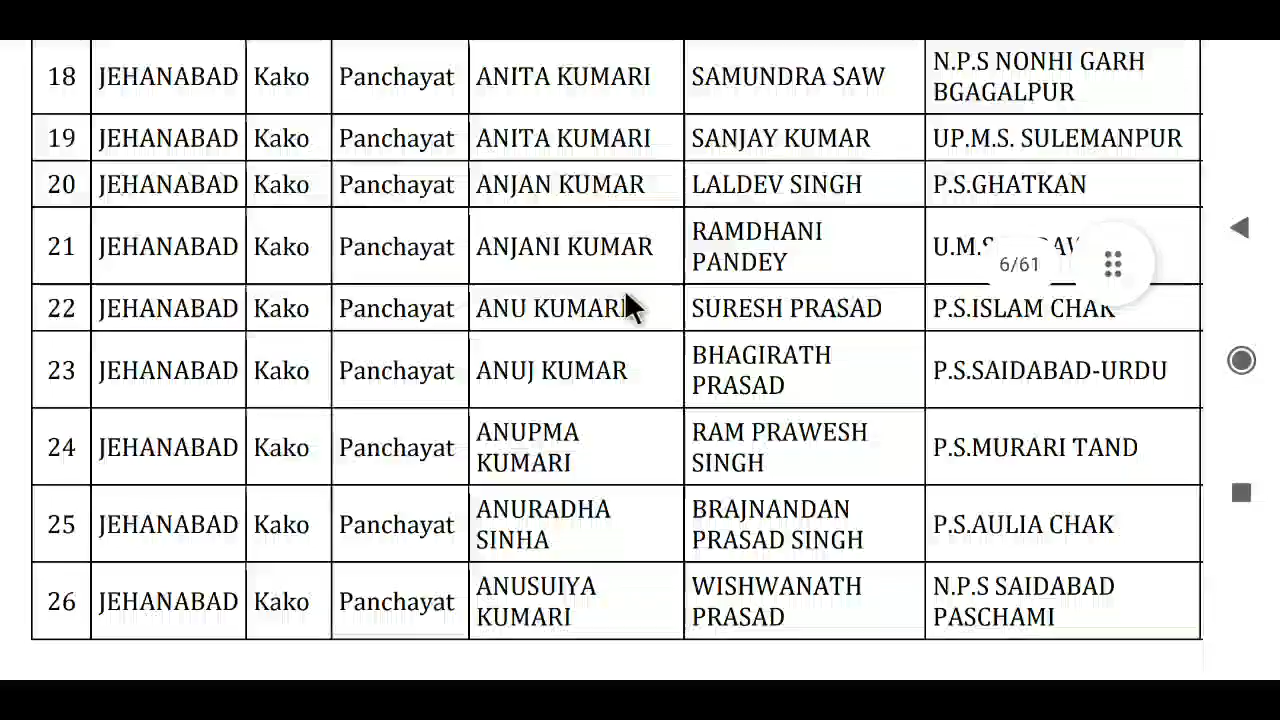 18 JEHANABAD Kako Panchayat ANITA KUMARI SAMUNDRA SAW N.P.S NONHI GARH
BGAGALPUR
19 JEHANABAD Kako Panchayat ANITA KUMARI SANJAY KUMAR UP.M.S. SULEMANPUR
20 JEHANABAD Kako Panchayat ANJAN KUMAR LALDEV SINGH P.S.GHATKAN
21 JEHANABAD Kako Panchayat ANJANI KUMAR RAMDHANI
PANDEY
6/61
22 JEHANABAD Kako Panchayat ANU KUMARI SURESH PRASAD P.S.ISLAM CHAK
23 JEHANABAD Kako Panchayat ANUJ KUMAR BHAGIRATH
PRASAD P.S.SAIDABAD-URDU
24 JEHANABAD Kako Panchayat ANUPMA
KUMARI RAM PRAWESH
SINGH P.S.MURARI TAND
25 JEHANABAD Kako Panchayat ANURADHA
SINHA BRAJNANDAN
PRASAD SINGH P.S.AULIA CHAK
26 JEHANABAD Kako Panchayat ANUSUIYA
KUMARI WISHWANATH
PRASAD N.P.S SAIDABAD
PASCHAMI